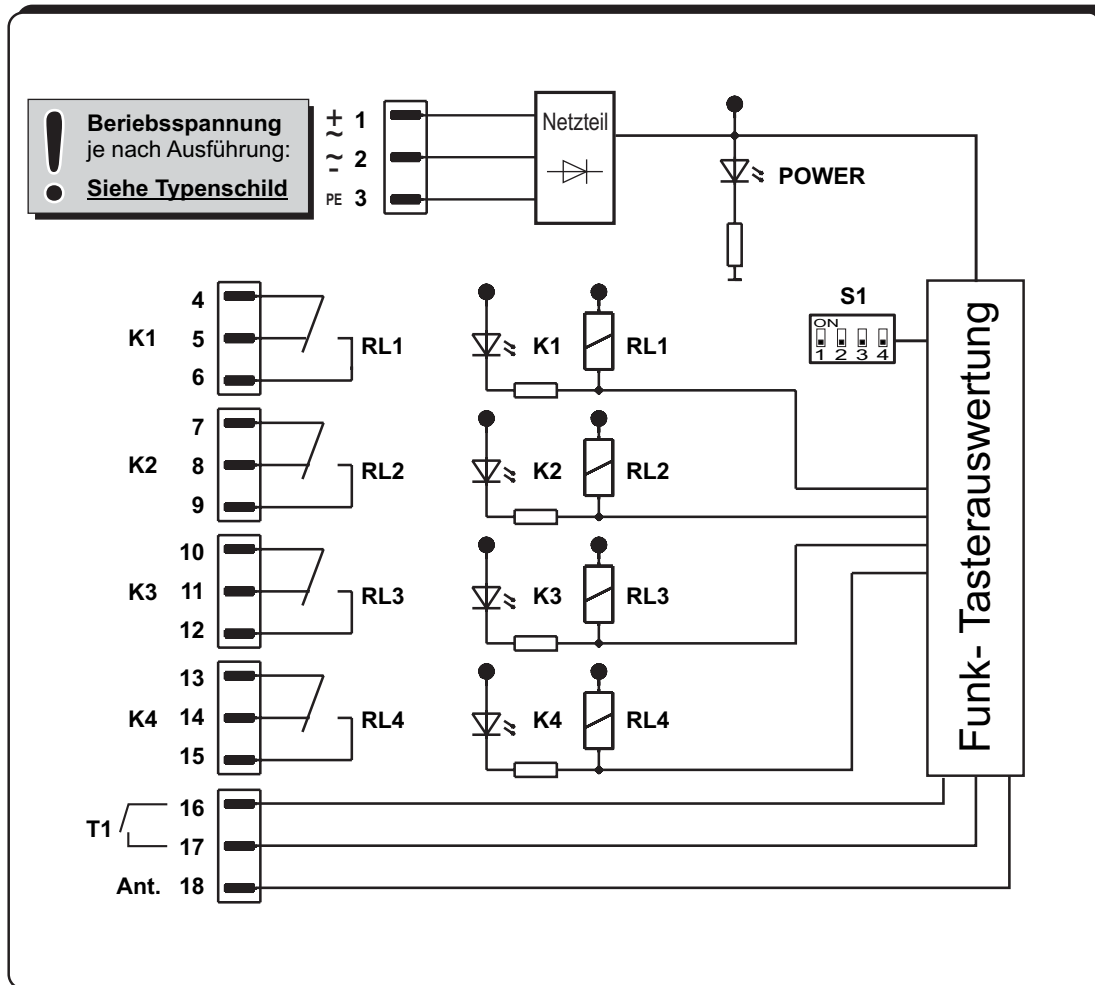 Beriebsspannung
je nach Ausführung:
Siehe Typenschild
+ ~ 1
~ - 2
PE 3
Netzteil
POWER
S1
ON
1 2 3 4
K1
4
5
6
RL1
K1
RL1
K2
7
8
9
RL2
K2
RL2
K3
10
11
12
RL3
K3
RL3
K4
13
14
15
RL4
K4
RL4
T1
16
17
Ant. 18
Funk- Tasterauswertung